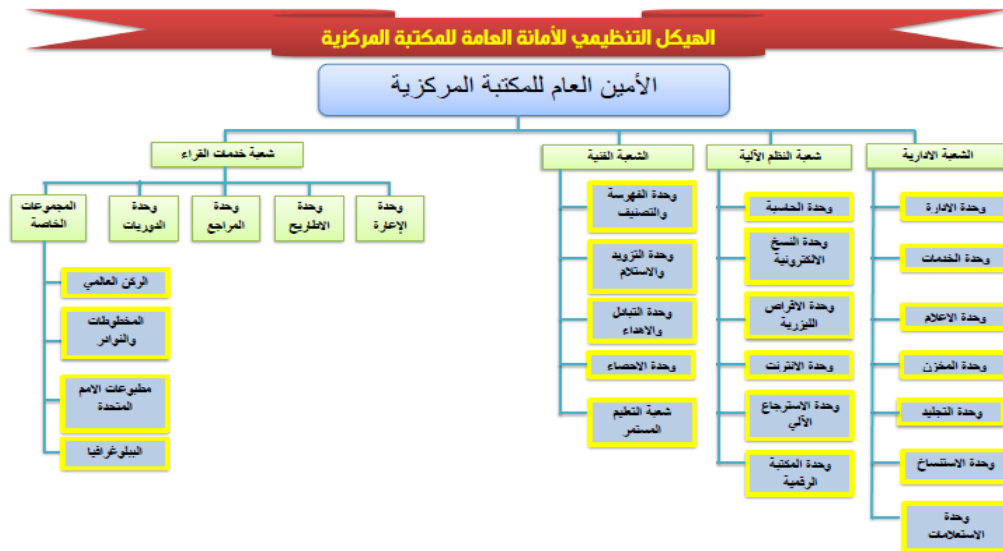 الهيكل التنظيمي للأمانة العامة للمكتبة المركزية
الأمين العام للمكتبة المركزية
الشعبة الادارية
وحدة الادارة
وحدة الخدمات
وحدة الاعلام
وحدة المخزن
وحدة التجليد
وحدة الاستنساخ
وحدة
الاستعلامات
شعبة النظم الآلية
وحدة الحاسبة
وحدة النسخ
الالكترونية
وحدة الاقراص
الليزرية
وحدة الانترنت
وحدة الاسترجاع
الآلي
وحدة المكتبة
الرقمية
الشعبة الفنية
وحدة الفهرسة
والتصنيف
وحدة التزويد
والاستلام
وحدة التبادل
والاهداء
وحدة الاحصاء
شعبة التعليم
المستمر
شعبة خدمات القراء
وحدة
الإعارة
وحدة
الاطاريح
وحدة
المراجع
وحدة
الدوريات
المجموعات
الخاصة
الركن العالمي
المخطوطات
والنوادر
مطبوعات الامم
المتحدة
الببلوغرافيا